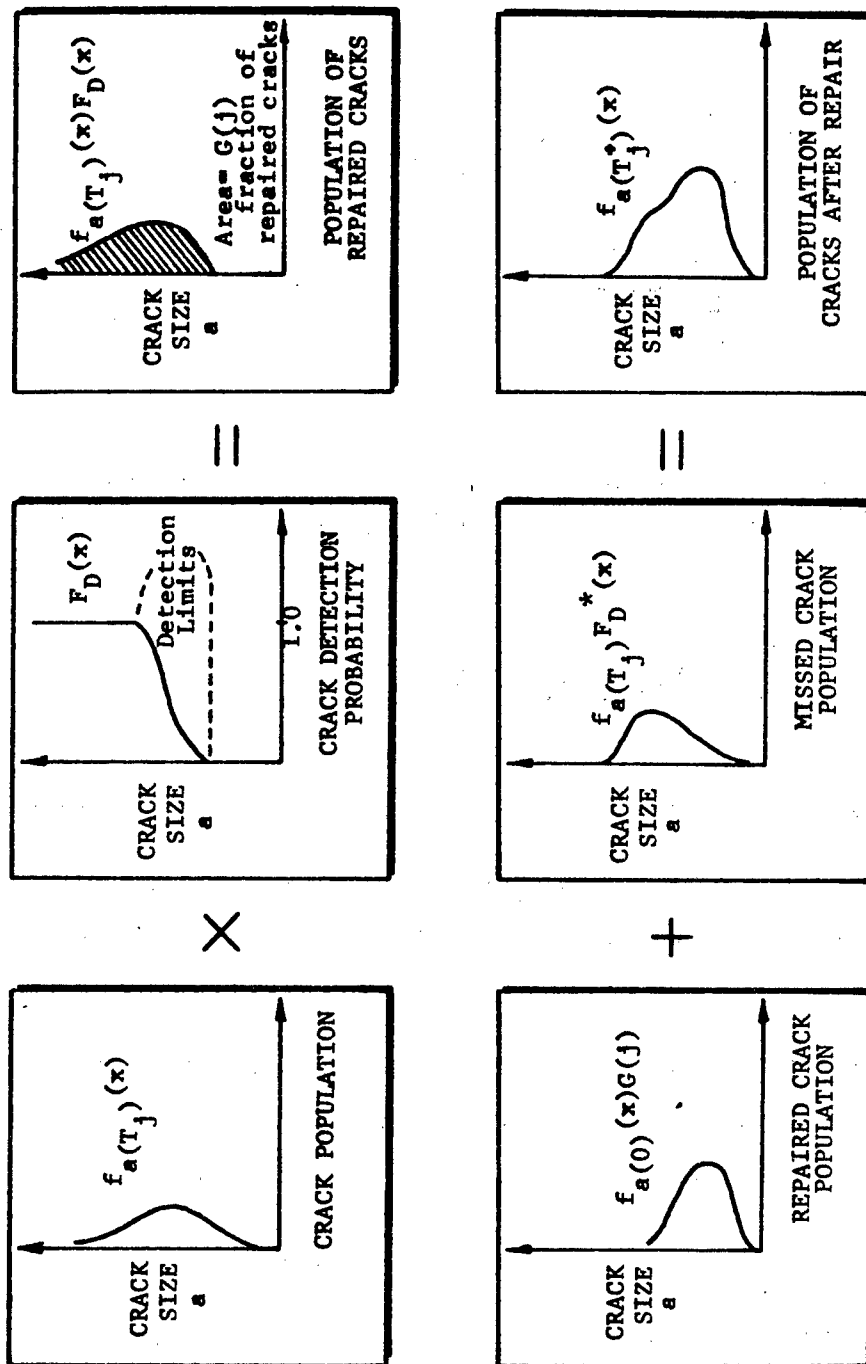 f_a(T_j)(x)
CRACK
SIZE
a
CRACK POPULATION
×
F_D(x)
Detection
Limits
1.0
CRACK
SIZE
a
CRACK DETECTION
PROBABILITY
=
f_a(T_j)(x)F_D(x)
CRACK
SIZE
a
Area= G(j)
fraction of
repaired cracks
POPULATION OF
REPAIRED CRACKS
f_a(0)(x)G(j)
CRACK
SIZE
a
REPAIRED CRACK
POPULATION
+
f_a(T_j)F_D*(x)
CRACK
SIZE
a
MISSED CRACK
POPULATION
=
f_a(T_j*)(x)
CRACK
SIZE
a
POPULATION OF
CRACKS AFTER REPAIR